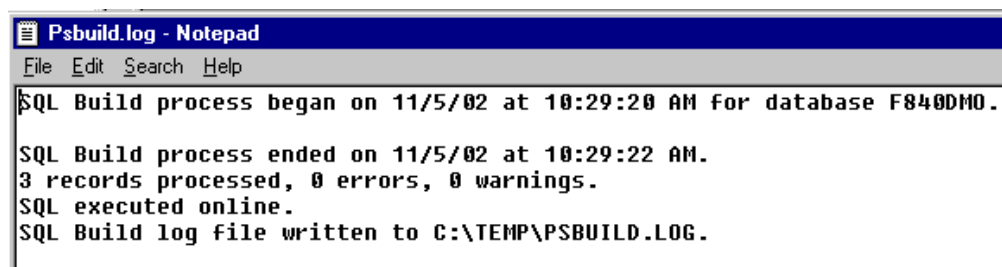 Psbuild.log - Notepad
File Edit Search Help
SQL Build process began on 11/5/02 at 10:29:20 AM for database F840DMO.
SQL Build process ended on 11/5/02 at 10:29:22 AM.
3 records processed, 0 errors, 0 warnings.
SQL executed online.
SQL Build log file written to C:\TEMP\PSBUILD.LOG.